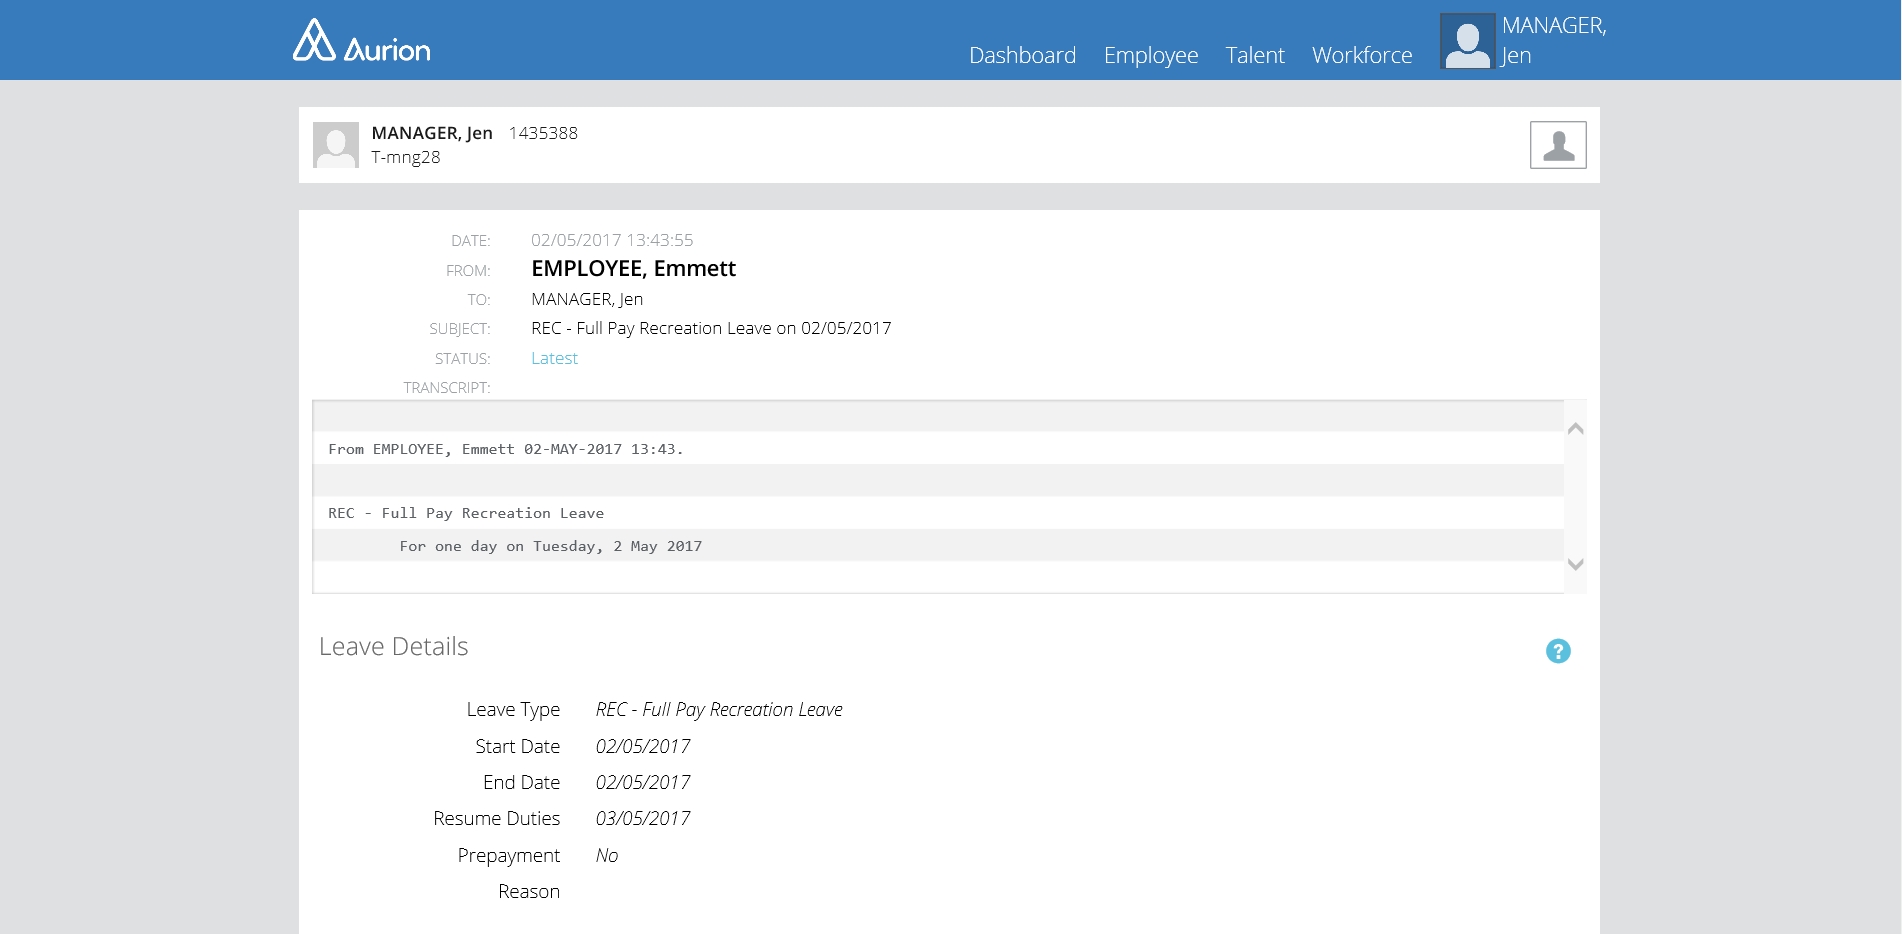 Aurion
Dashboard Employee Talent Workforce MANAGER, Jen
MANAGER, Jen 1435388
T-mng28
DATE: 02/05/2017 13:43:55
FROM: EMPLOYEE, Emmett
TO: MANAGER, Jen
SUBJECT: REC - Full Pay Recreation Leave on 02/05/2017
STATUS: Latest
TRANSCRIPT:
From EMPLOYEE, Emmett 02-MAY-2017 13:43.
REC - Full Pay Recreation Leave
For one day on Tuesday, 2 May 2017
Leave Details ?
Leave Type REC - Full Pay Recreation Leave
Start Date 02/05/2017
End Date 02/05/2017
Resume Duties 03/05/2017
Prepayment No
Reason